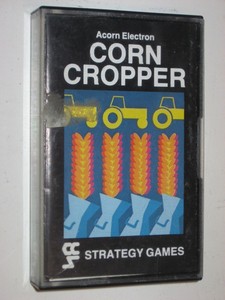 Acorn Electron
CORN
CROPPER
STRATEGY GAMES